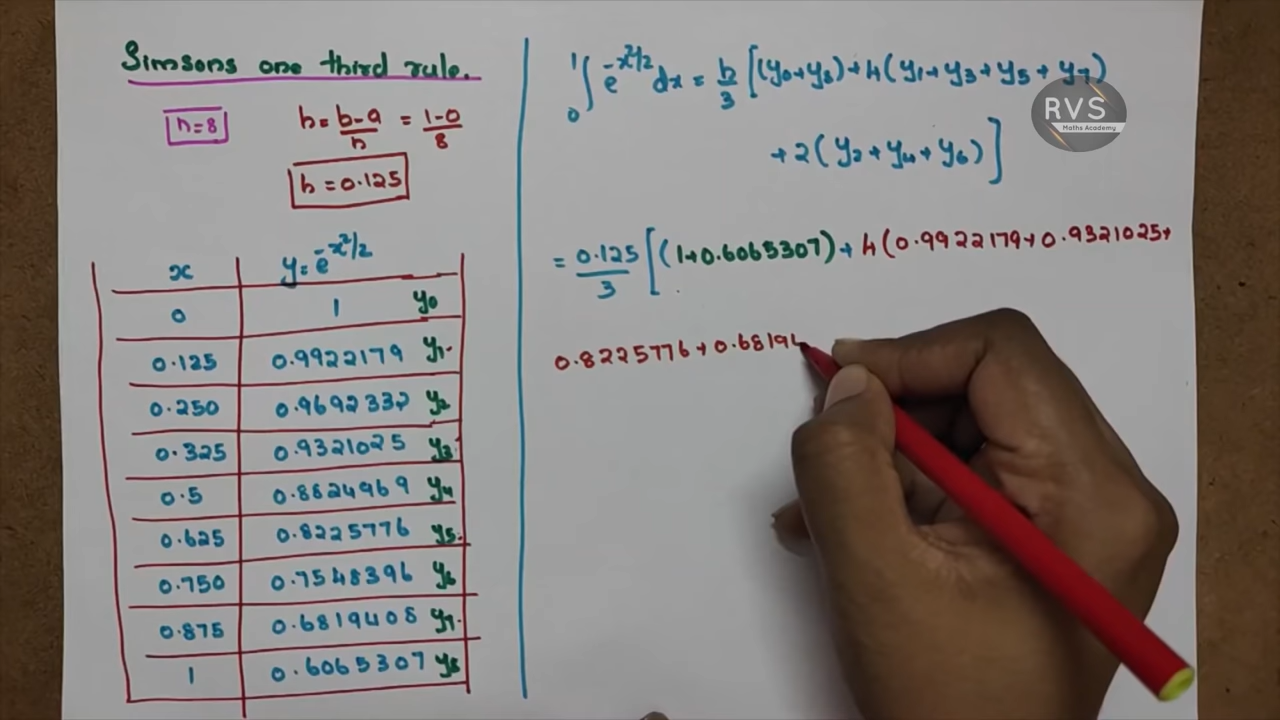 Simsons one third rule.
n=8
h = b-a/n = 1-0/8
h = 0.125
x y = e^-x²/2
0 1 y0
0.125 0.9922179 y1
0.250 0.9692332 y2
0.325 0.9321025 y3
0.5 0.8824969 y4
0.625 0.8225776 y5
0.750 0.7548396 y6
0.875 0.6819408 y7
1 0.6065307 y8
∫₀¹ e^-x²/2 dx = h/3 [(y0+y8)+4(y1+y3+y5+y7)
+2(y2+y4+y6)]
RVS
Maths Academy
= 0.125/3 [(1+0.6065307)+4(0.9922179+0.9321025+
0.8225776+0.6819